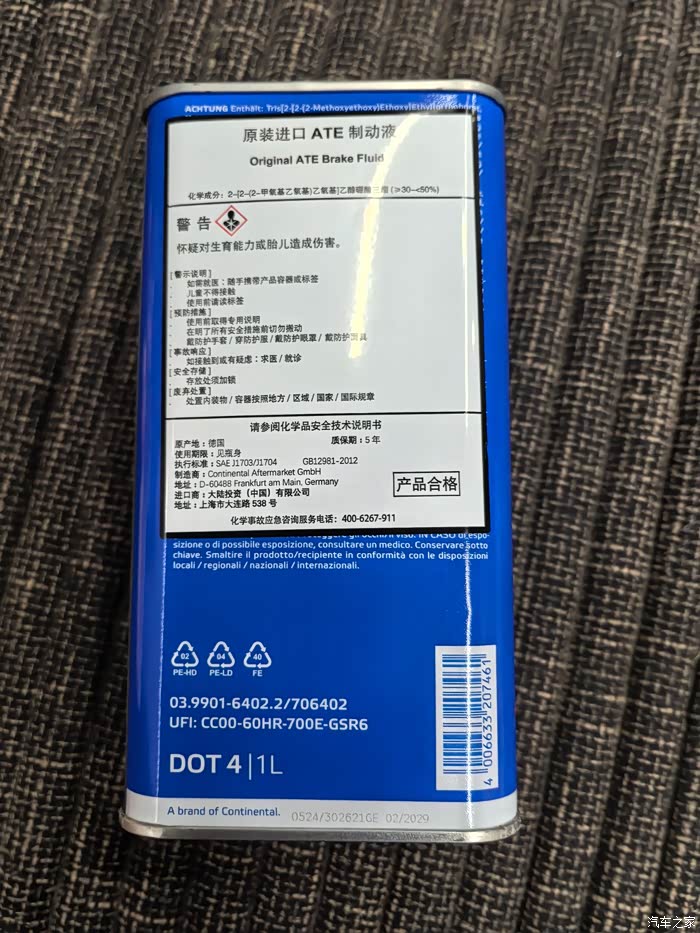 ACHTUNG Enthält: Tris[2-[2-(2-Methoxyethoxy)Ethoxy]Ethyl]orthoborat
原装进口 ATE 制动液
Original ATE Brake Fluid
化学成分：2-[2-(2-甲氧基乙氧基)乙氧基]乙醇硼酸三酯 (≥30-<50%)
警 告
怀疑对生育能力或胎儿造成伤害。
[ 警示说明 ]
如需就医：随手携带产品容器或标签
儿童不得接触
使用前请读标签
[ 预防措施 ]
使用前取得专用说明
在明了所有安全措施前切勿搬动
戴防护手套 / 穿防护服 / 戴防护眼罩 / 戴防护面具
[ 事故响应 ]
如接触到或有疑虑：求医 / 就诊
[ 安全存储 ]
存放处须加锁
[ 废弃处置 ]
处置内装物 / 容器按照地方 / 区域 / 国家 / 国际规章
请参阅化学品安全技术说明书
原产地：德国 质保期：5 年
使用期限：见瓶身
执行标准：SAE J1703/J1704 GB12981-2012
制造商：Continental Aftermarket GmbH
地址：D-60488 Frankfurt am Main, Germany
进口商：大陆投资（中国）有限公司
地址：上海市大连路 538 号
产品合格
化学事故应急咨询服务电话：400-6267-911
gli occhi/il viso. IN CASO di espo-
sizione o di possibile esposizione, consultare un medico. Conservare sotto
chiave. Smaltire il prodotto/recipiente in conformità con le disposizioni
locali / regionali / nazionali / internazionali.
02 04 40
PE-HD PE-LD FE
03.9901-6402.2/706402
UFI: CC00-60HR-700E-GSR6
DOT 4 | 1L
4 006633 207461
A brand of Continental.
0524/302621GE 02/2029
汽车之家